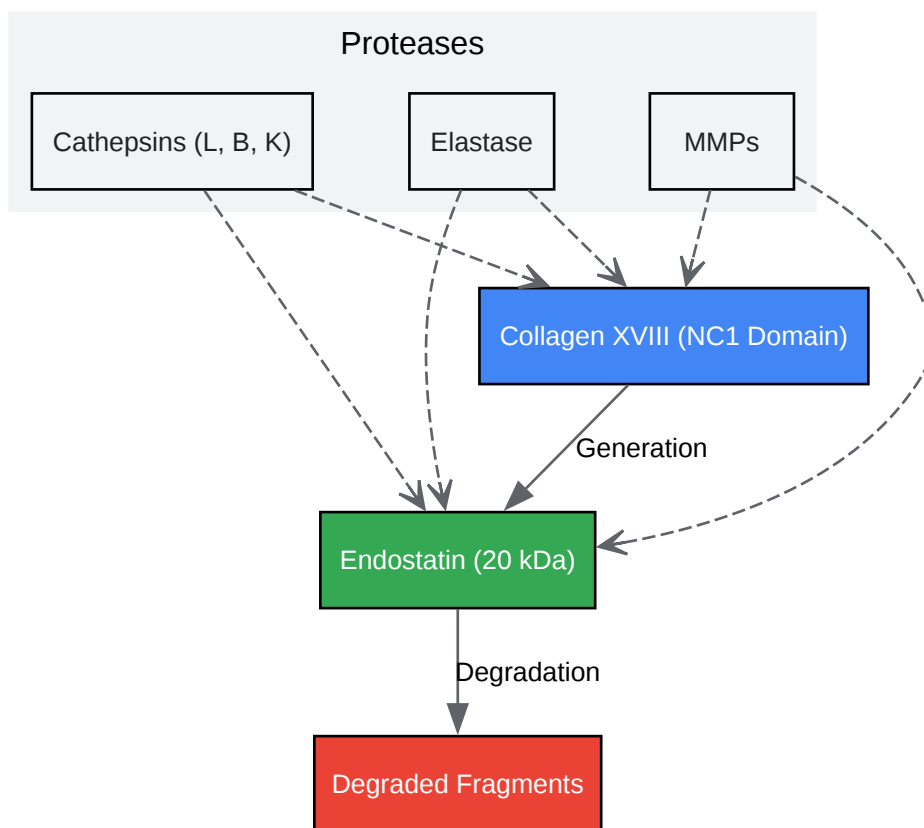 Proteases
Cathepsins (L, B, K)
Elastase
MMPs
Collagen XVIII (NC1 Domain)
Generation
Endostatin (20 kDa)
Degradation
Degraded Fragments